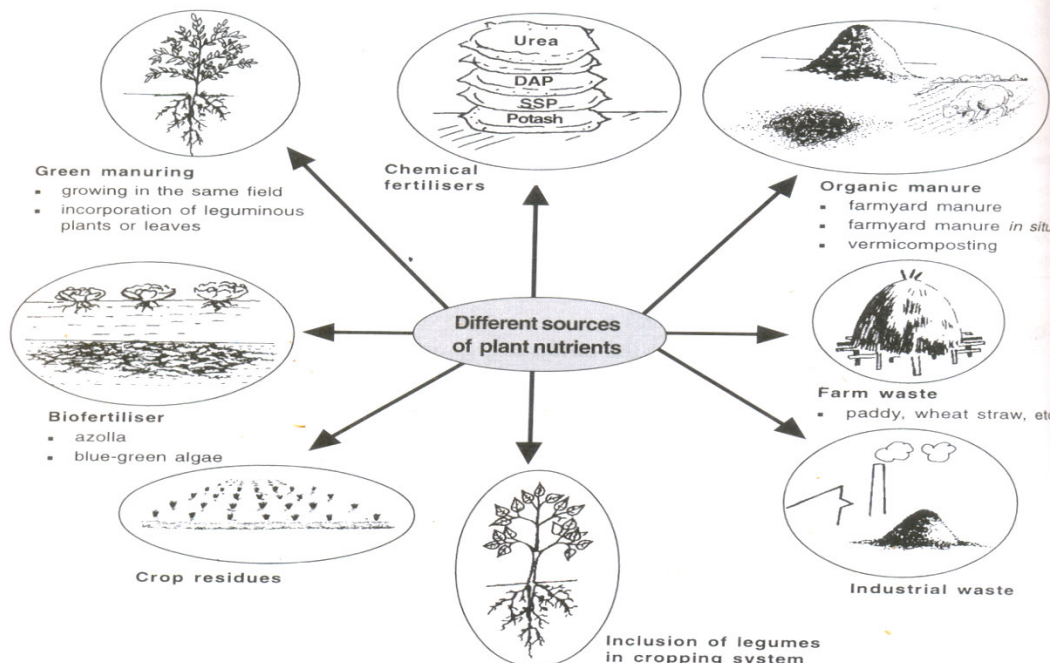 Urea
DAP
SSP
Potash
Green manuring
▪ growing in the same field
▪ incorporation of leguminous
plants or leaves
Chemical
fertilisers
Organic manure
▪ farmyard manure
▪ farmyard manure in situ
▪ vermicomposting
Different sources
of plant nutrients
Biofertiliser
▪ azolla
▪ blue-green algae
Farm waste
▪ paddy, wheat straw, etc
Crop residues
Inclusion of legumes
in cropping system
Industrial waste